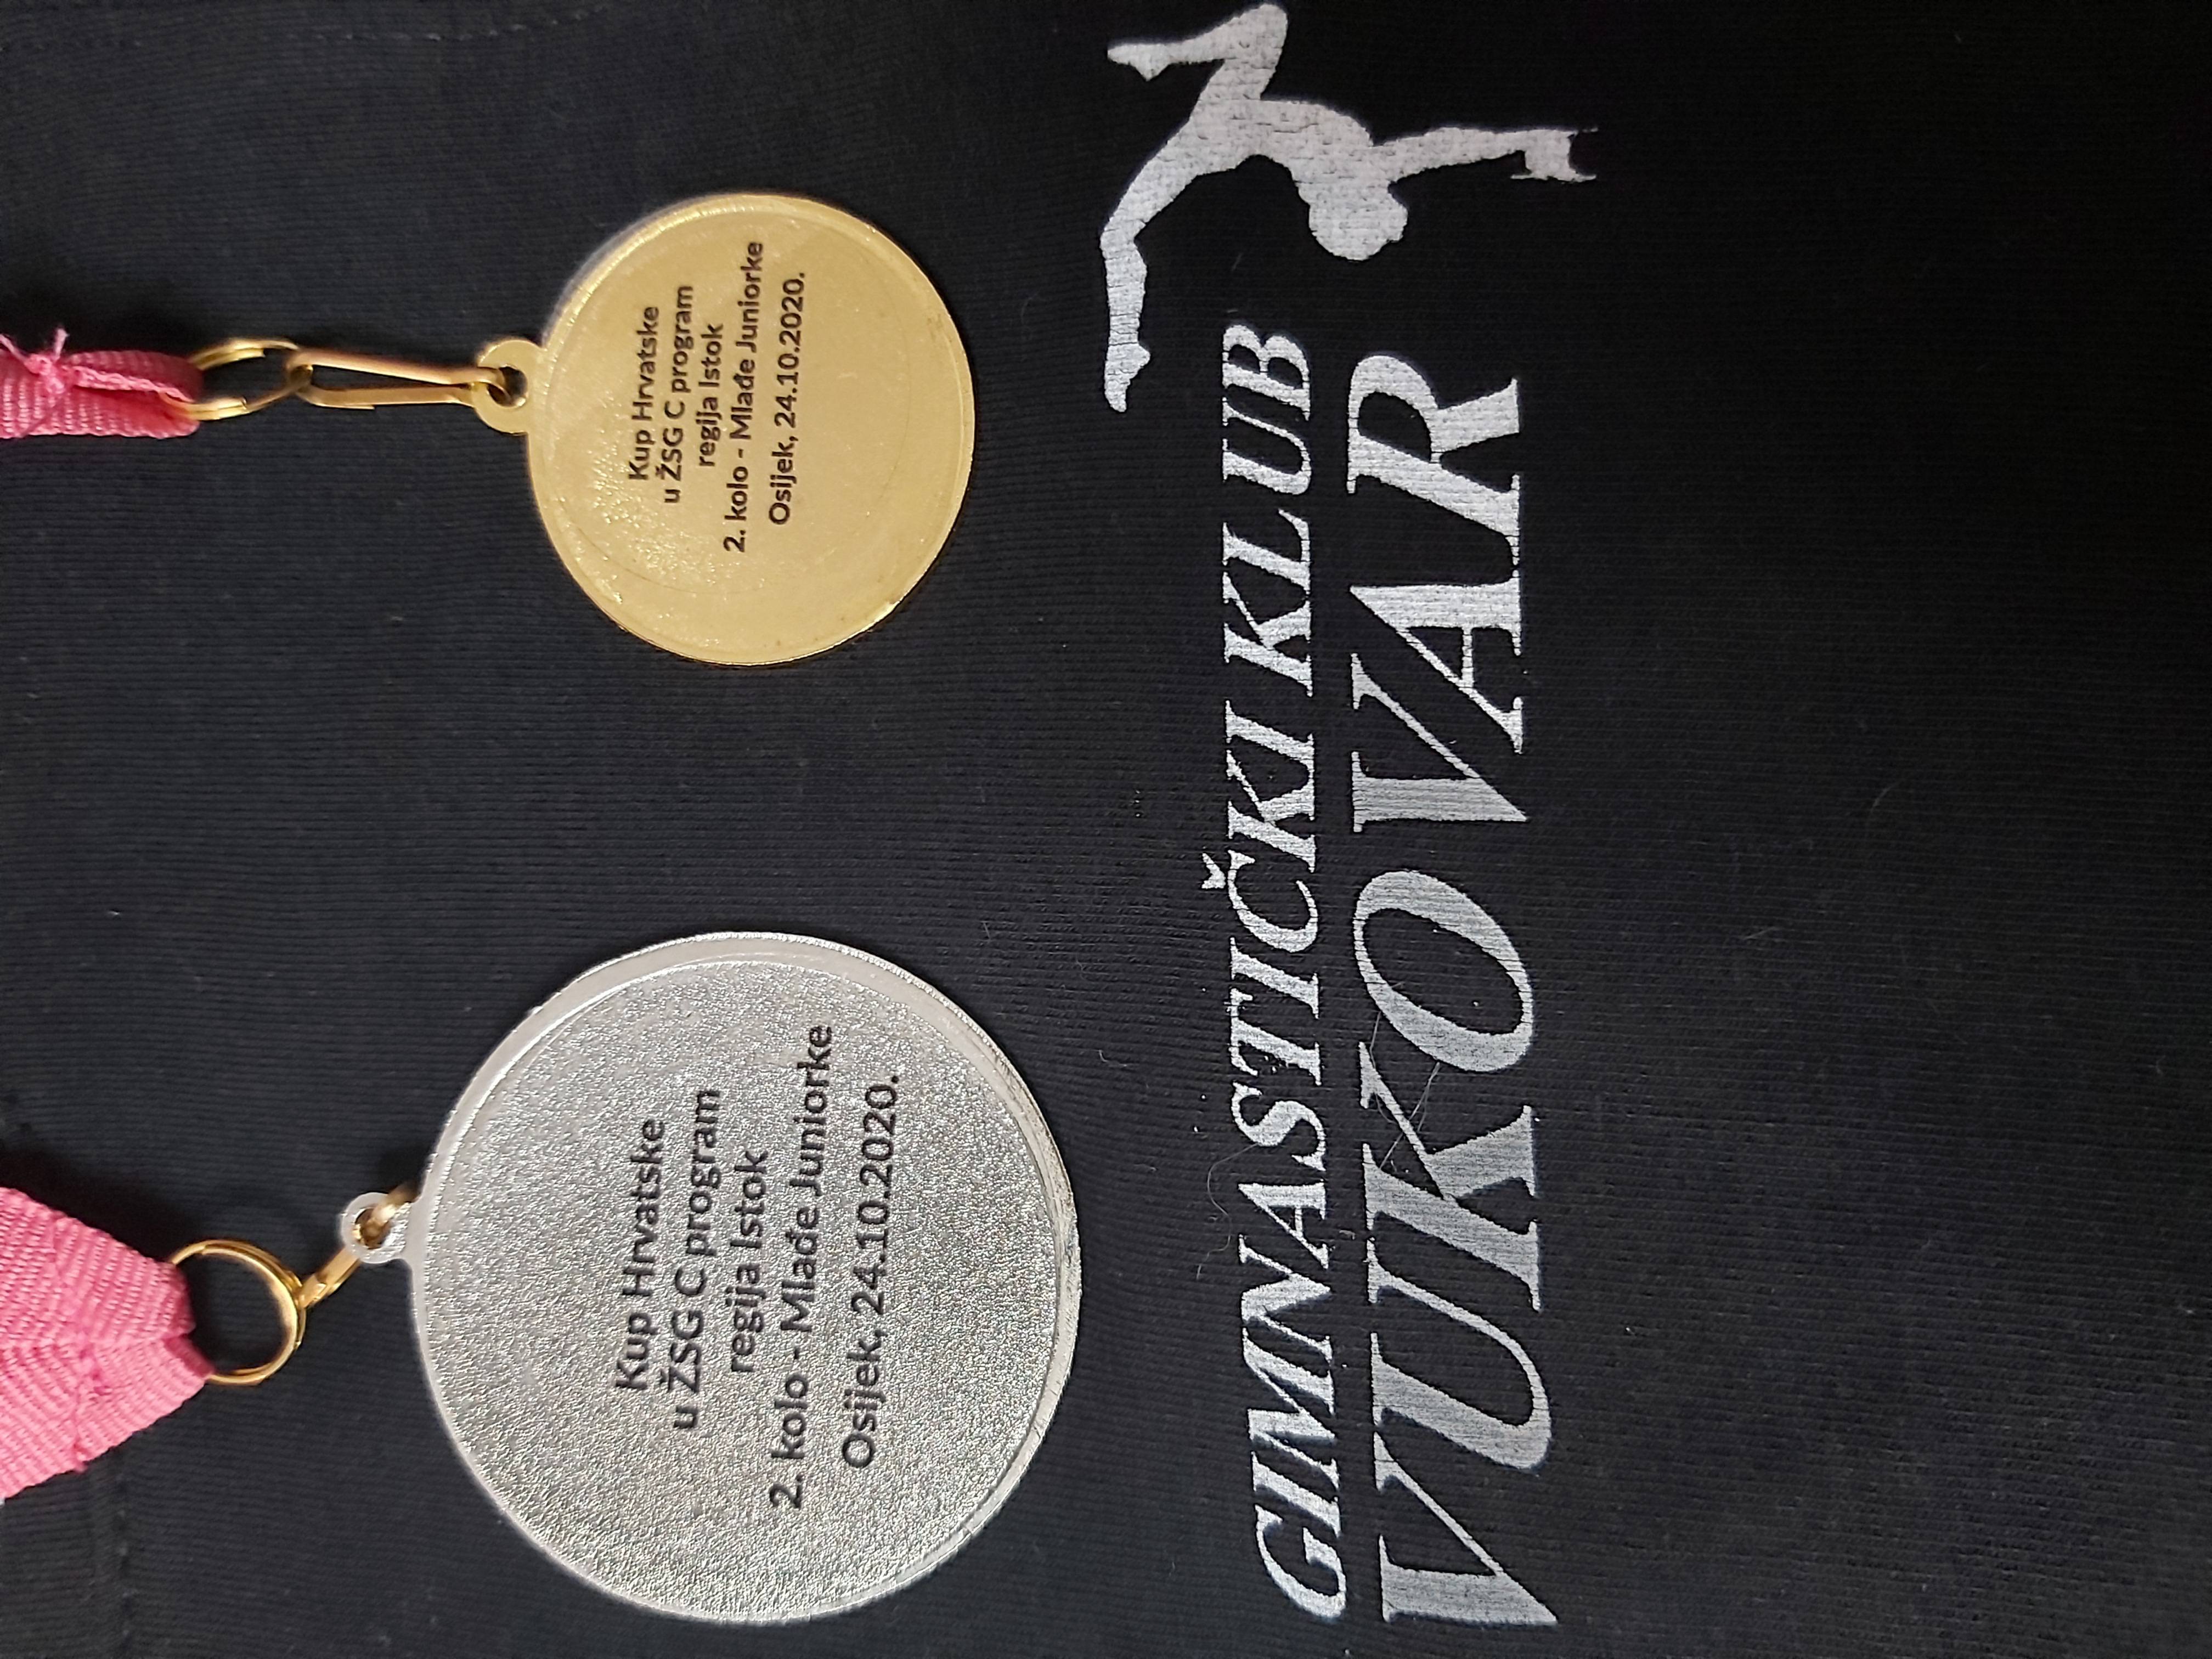 Kup Hrvatske
u ŽSG C program
regija Istok
2. kolo - Mlađe Juniorke
Osijek, 24.10.2020.
Kup Hrvatske
u ŽSG C program
regija Istok
2. kolo - Mlađe Juniorke
Osijek, 24.10.2020.
GIMNASTIČKI KLUB
VUKOVAR